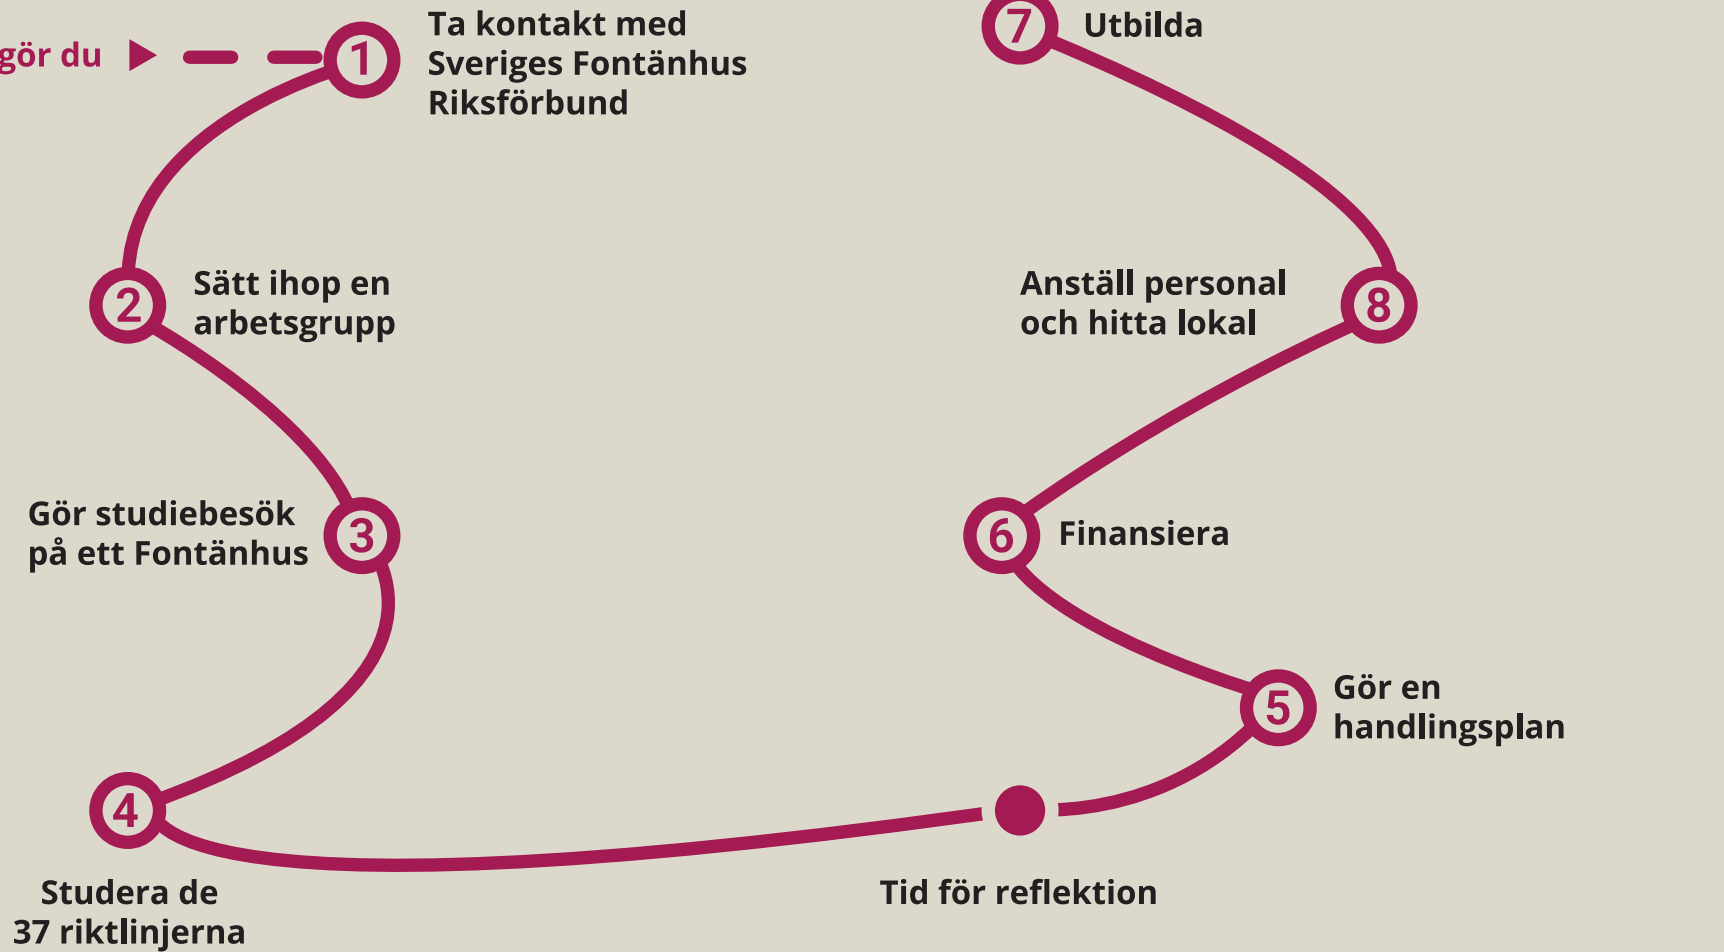 gör du
1
Ta kontakt med
Sveriges Fontänhus
Riksförbund
2
Sätt ihop en
arbetsgrupp
3
Gör studiebesök
på ett Fontänhus
4
Studera de
37 riktlinjerna
Tid för reflektion
5
Gör en
handlingsplan
6
Finansiera
8
Anställ personal
och hitta lokal
7
Utbilda